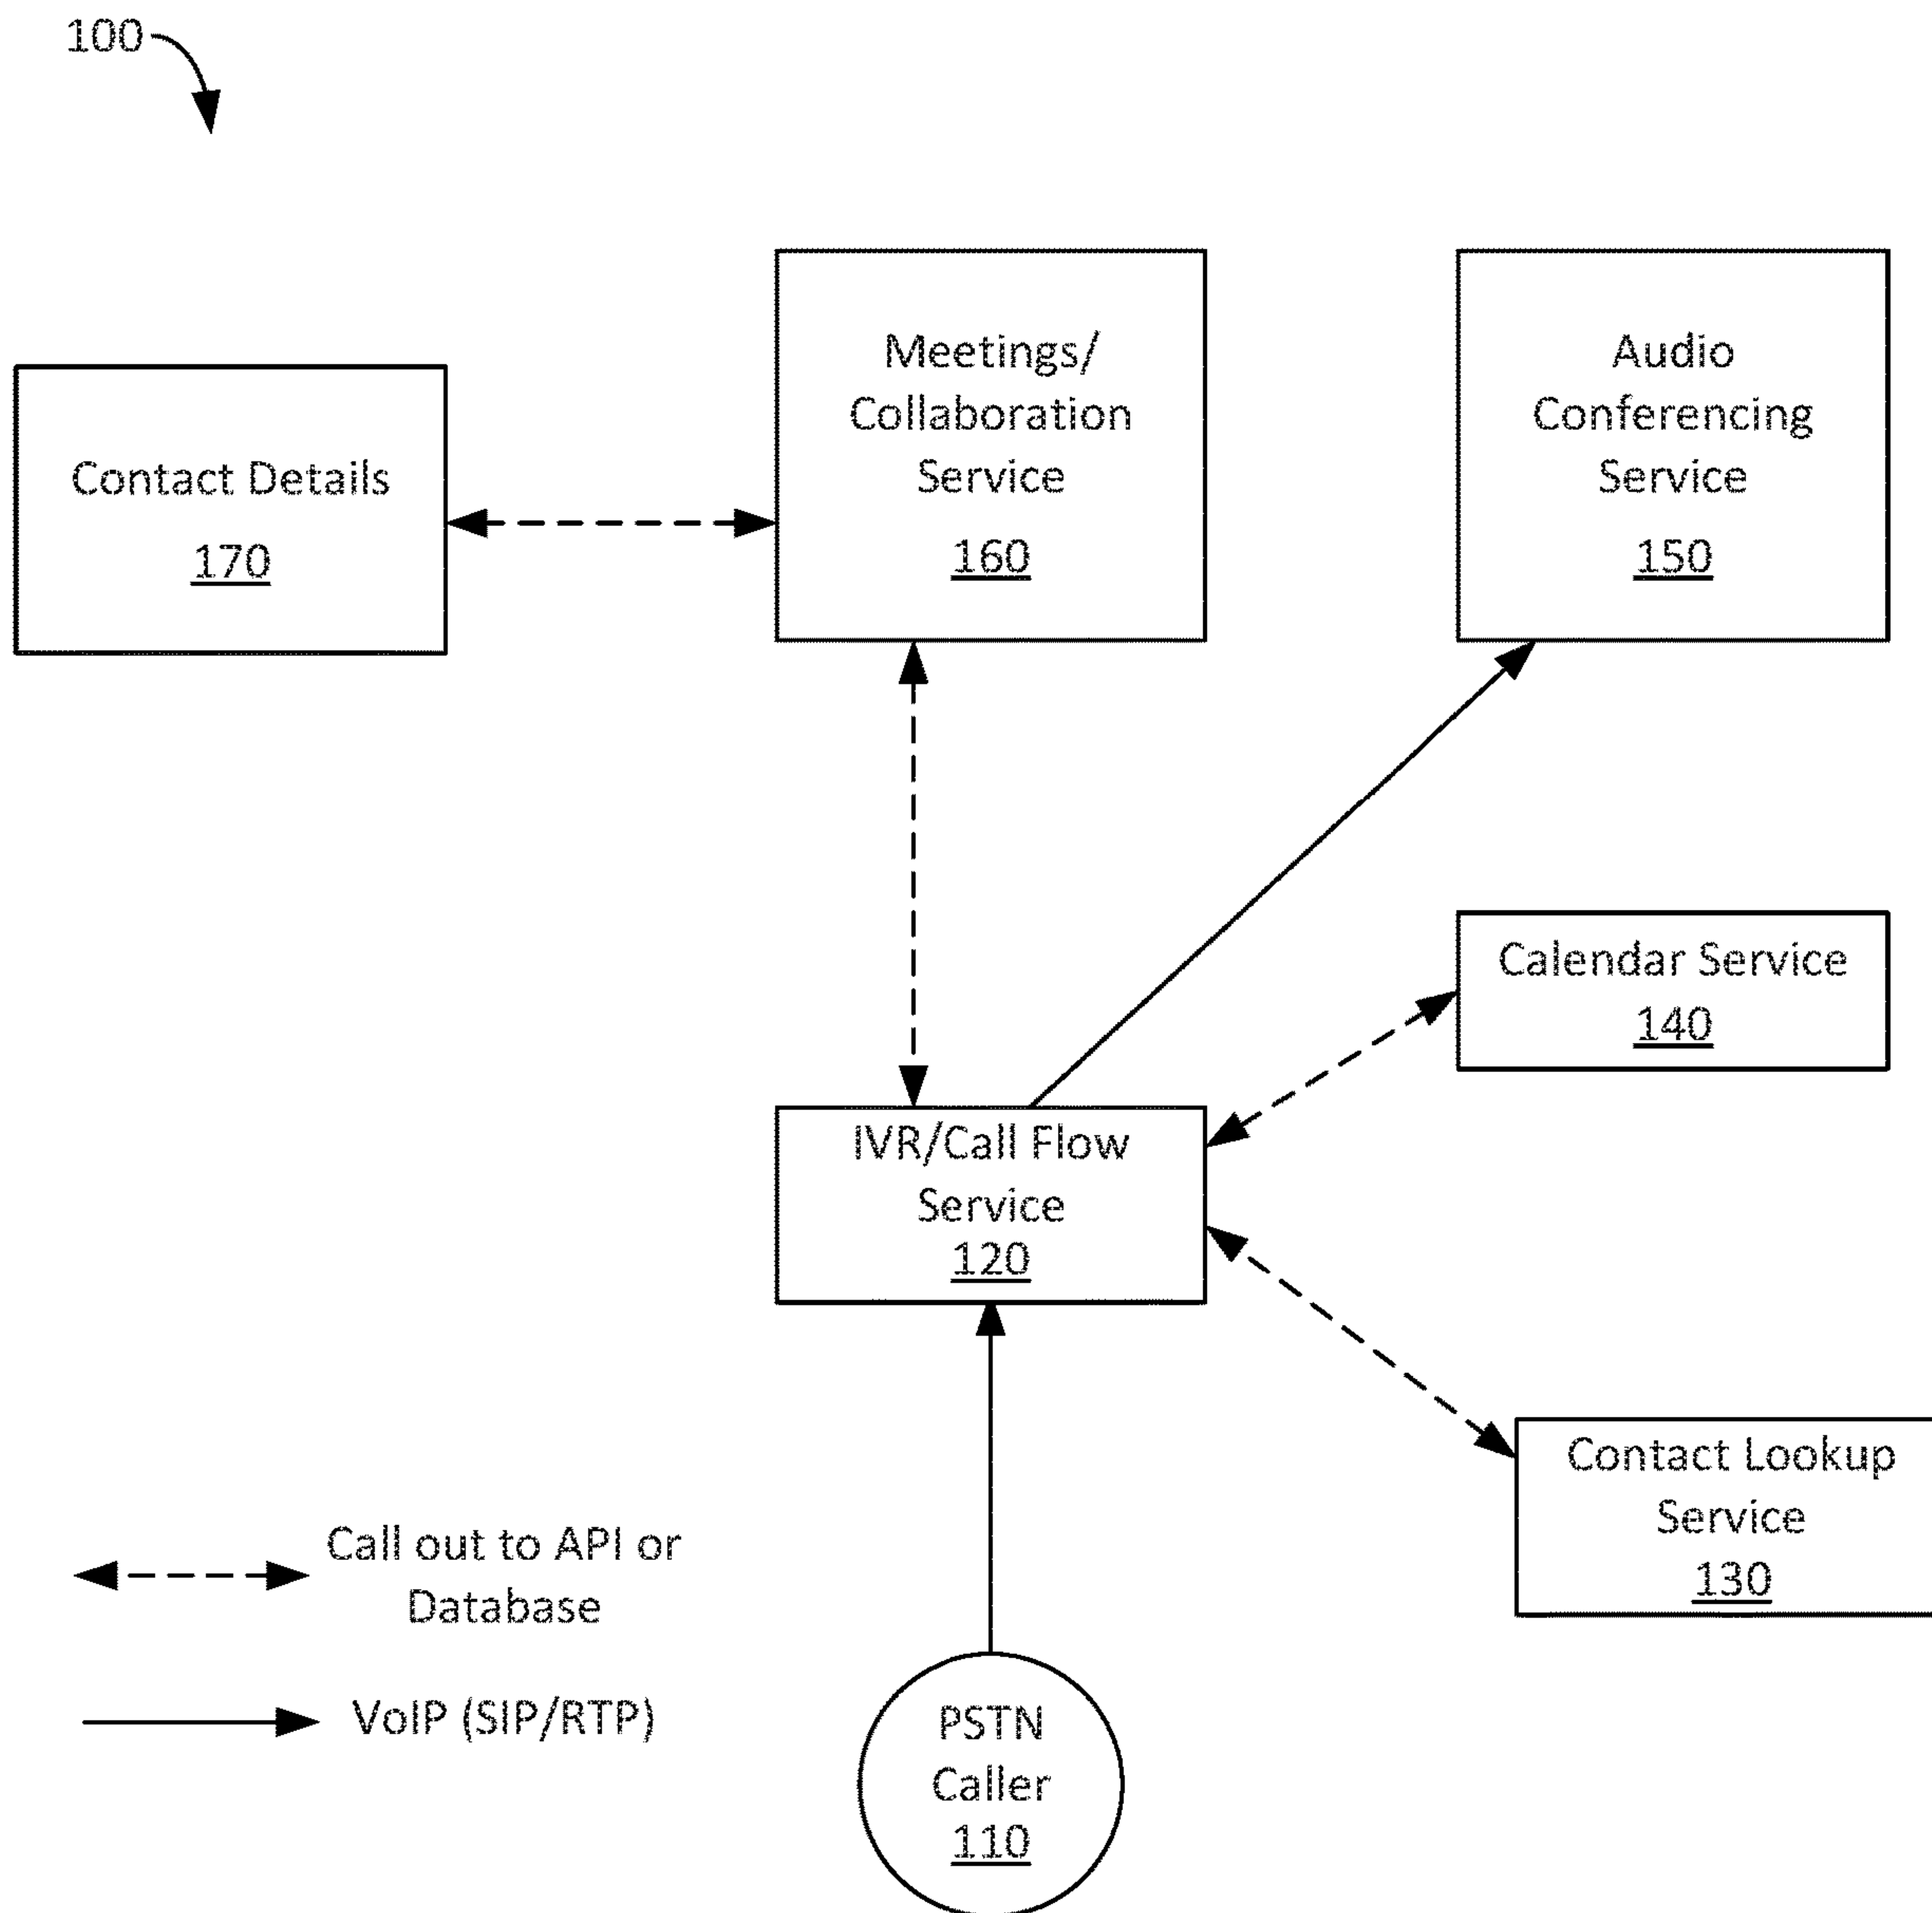 100
Meetings/
Collaboration
Service
160
Audio
Conferencing
Service
150
Contact Details
170
Calendar Service
140
IVR/Call Flow
Service
120
Contact Lookup
Service
130
Call out to API or
Database
VoIP (SIP/RTP)
PSTN
Caller
110